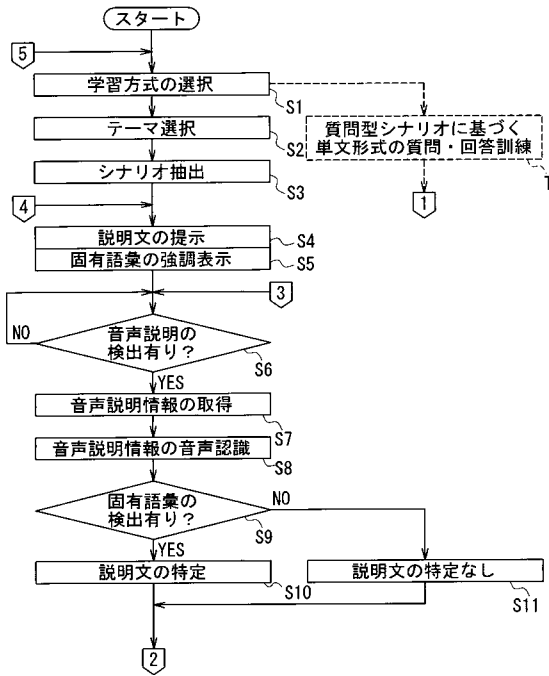 スタート
5
学習方式の選択
S1
テーマ選択
S2
質問型シナリオに基づく
単文形式の質問・回答訓練
T
シナリオ抽出
S3
1
4
説明文の提示
S4
固有語彙の強調表示
S5
3
NO
音声説明の
検出有り？
S6
YES
音声説明情報の取得
S7
音声説明情報の音声認識
S8
固有語彙の
検出有り？
NO
S9
YES
説明文の特定
S10
説明文の特定なし
S11
2